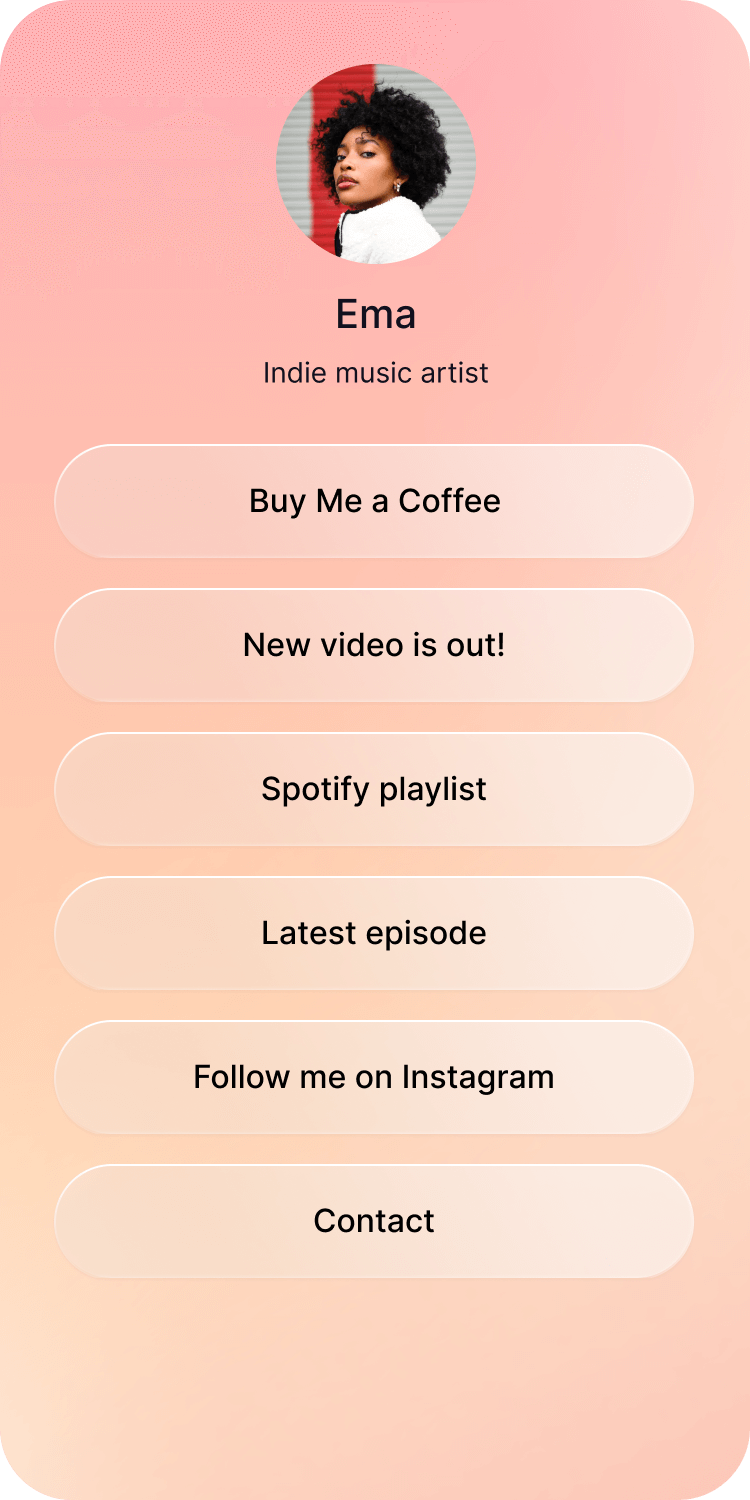 Ema
Indie music artist
Buy Me a Coffee
New video is out!
Spotify playlist
Latest episode
Follow me on Instagram
Contact